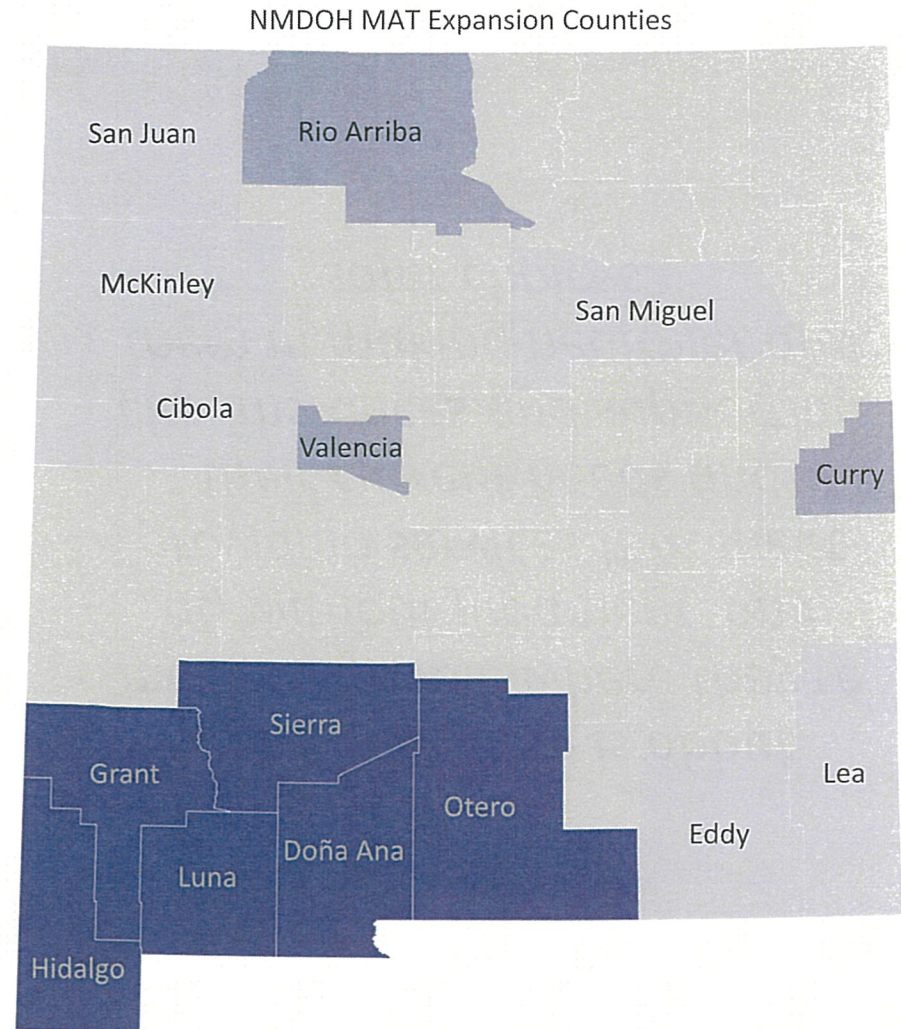 NMDOH MAT Expansion Counties
San Juan
Rio Arriba
McKinley
San Miguel
Cibola
Valencia
Curry
Sierra
Grant
Lea
Otero
Eddy
Doña Ana
Luna
Hidalgo